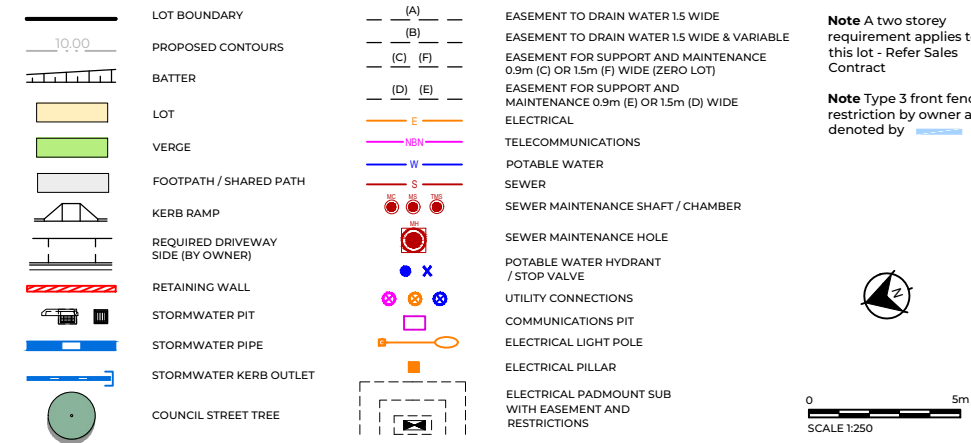 LOT BOUNDARY
10.00
PROPOSED CONTOURS
BATTER
LOT
VERGE
FOOTPATH / SHARED PATH
KERB RAMP
REQUIRED DRIVEWAY
SIDE (BY OWNER)
RETAINING WALL
STORMWATER PIT
STORMWATER PIPE
STORMWATER KERB OUTLET
COUNCIL STREET TREE
(A)
EASEMENT TO DRAIN WATER 1.5 WIDE
(B)
EASEMENT TO DRAIN WATER 1.5 WIDE & VARIABLE
(C) (F)
EASEMENT FOR SUPPORT AND MAINTENANCE
0.9m (C) OR 1.5m (F) WIDE (ZERO LOT)
(D) (E)
EASEMENT FOR SUPPORT AND
MAINTENANCE 0.9m (E) OR 1.5m (D) WIDE
E
ELECTRICAL
NBN
TELECOMMUNICATIONS
W
POTABLE WATER
S
SEWER
MC MS TMS
SEWER MAINTENANCE SHAFT / CHAMBER
MH
SEWER MAINTENANCE HOLE
POTABLE WATER HYDRANT
/ STOP VALVE
UTILITY CONNECTIONS
COMMUNICATIONS PIT
ELECTRICAL LIGHT POLE
ELECTRICAL PILLAR
ELECTRICAL PADMOUNT SUB
WITH EASEMENT AND
RESTRICTIONS
Note A two storey
requirement applies t
this lot - Refer Sales
Contract
Note Type 3 front fenc
restriction by owner a
denoted by
N
0 5m
SCALE 1:250